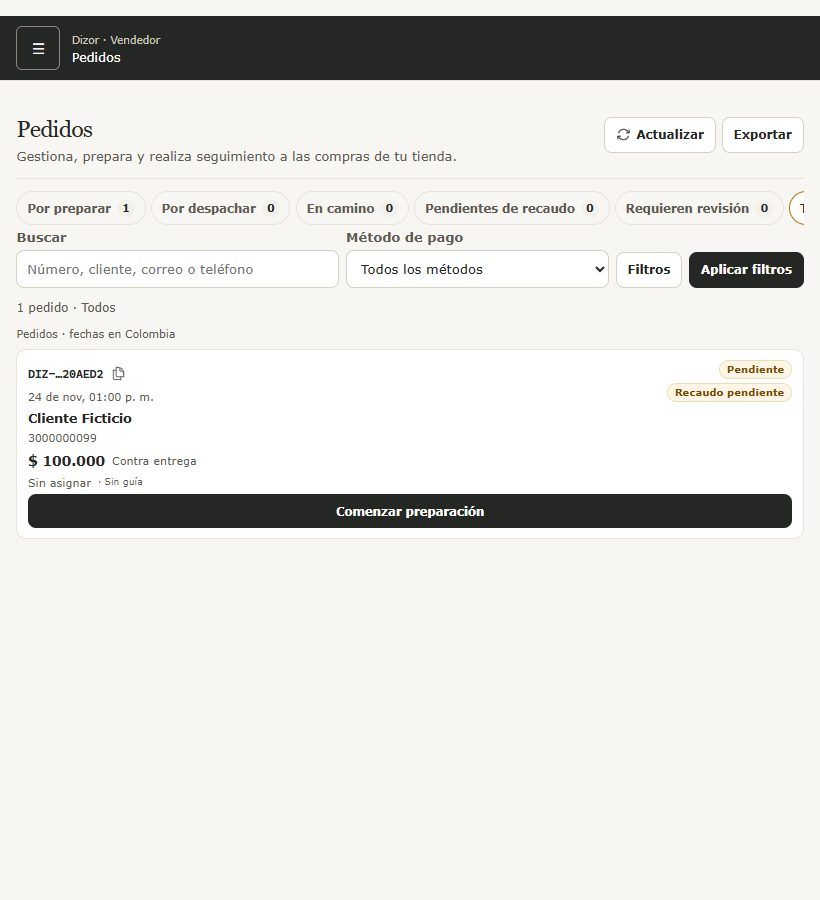 ☰
Dizor · Vendedor
Pedidos
Pedidos
Gestiona, prepara y realiza seguimiento a las compras de tu tienda.
Actualizar
Exportar
Por preparar 1
Por despachar 0
En camino 0
Pendientes de recaudo 0
Requieren revisión 0
Buscar
Número, cliente, correo o teléfono
Método de pago
Todos los métodos
Filtros
Aplicar filtros
1 pedido · Todos
Pedidos · fechas en Colombia
DIZ-…20AED2
Pendiente
Recaudo pendiente
24 de nov, 01:00 p. m.
Cliente Ficticio
3000000099
$ 100.000 Contra entrega
Sin asignar · Sin guía
Comenzar preparación